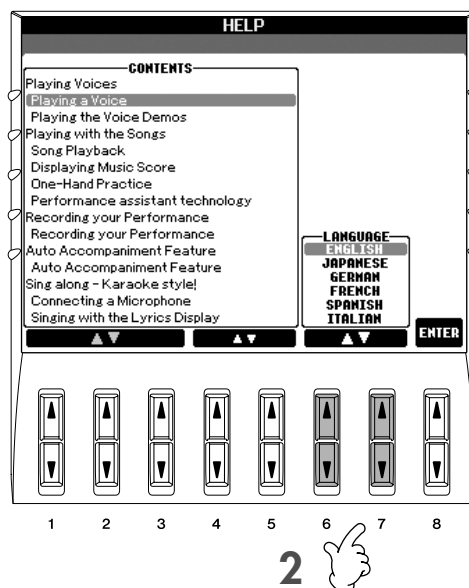 HELP
CONTENTS
Playing Voices
Playing a Voice
Playing the Voice Demos
Playing with the Songs
Song Playback
Displaying Music Score
One-Hand Practice
Performance assistant technology
Recording your Performance
Recording your Performance
Auto Accompaniment Feature
Auto Accompaniment Feature
Sing along - Karaoke style!
Connecting a Microphone
Singing with the Lyrics Display
LANGUAGE
ENGLISH
JAPANESE
GERMAN
FRENCH
SPANISH
ITALIAN
ENTER
1 2 3 4 5 6 7 8
2